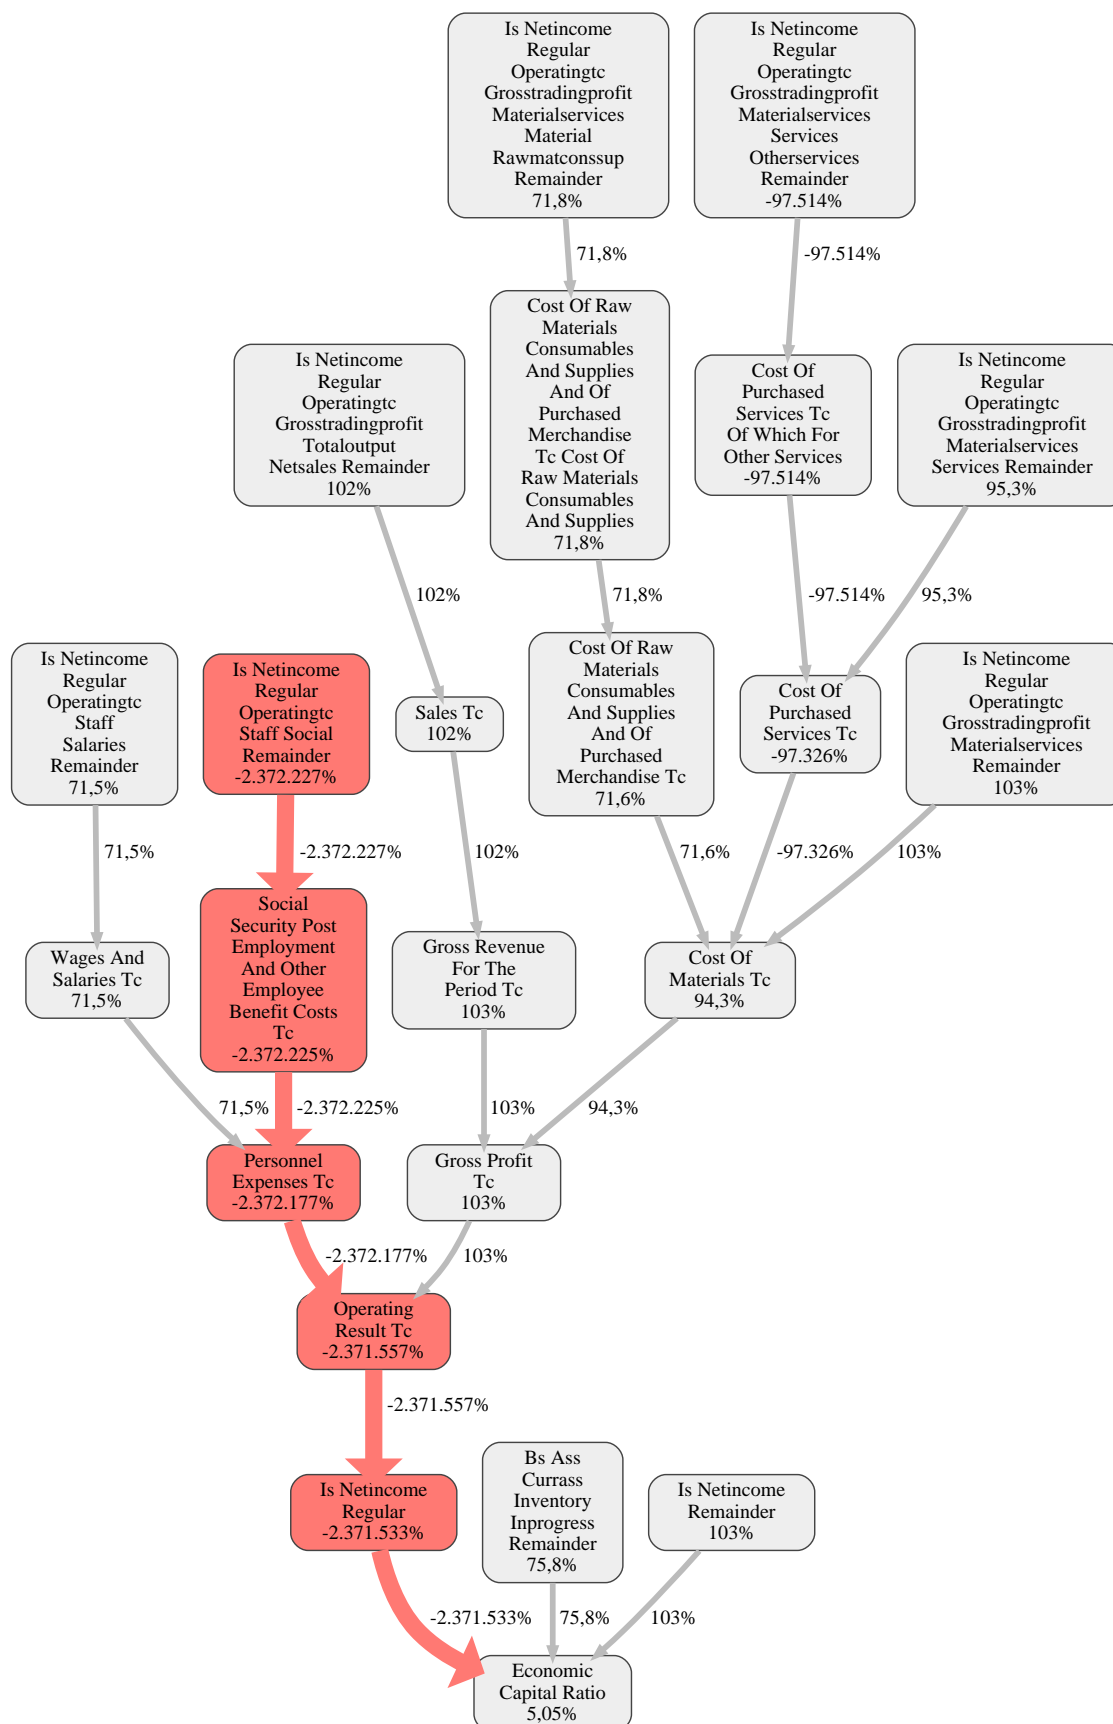 Is Netincome
Regular
Operatingtc
Grosstradingprofit
Materialservices
Material
Rawmatconssup
Remainder
71,8%
Is Netincome
Regular
Operatingtc
Grosstradingprofit
Materialservices
Services
Otherservices
Remainder
-97.514%
71,8%
-97.514%
Is Netincome
Regular
Operatingtc
Grosstradingprofit
Totaloutput
Netsales Remainder
102%
Cost Of Raw
Materials
Consumables
And Supplies
And Of
Purchased
Merchandise
Tc Cost Of
Raw Materials
Consumables
And Supplies
71,8%
Cost Of
Purchased
Services Tc
Of Which For
Other Services
-97.514%
Is Netincome
Regular
Operatingtc
Grosstradingprofit
Materialservices
Services Remainder
95,3%
102%
71,8%
-97.514%
95,3%
Is Netincome
Regular
Operatingtc
Staff
Salaries
Remainder
71,5%
Is Netincome
Regular
Operatingtc
Staff Social
Remainder
-2.372.227%
Sales Tc
102%
Cost Of Raw
Materials
Consumables
And Supplies
And Of
Purchased
Merchandise Tc
71,6%
Cost Of
Purchased
Services Tc
-97.326%
Is Netincome
Regular
Operatingtc
Grosstradingprofit
Materialservices
Remainder
103%
71,5%
-2.372.227%
102%
71,6%
-97.326%
103%
Wages And
Salaries Tc
71,5%
Social
Security Post
Employment
And Other
Employee
Benefit Costs
Tc
-2.372.225%
Gross Revenue
For The
Period Tc
103%
Cost Of
Materials Tc
94,3%
71,5%
-2.372.225%
103%
94,3%
Personnel
Expenses Tc
-2.372.177%
Gross Profit
Tc
103%
-2.372.177%
103%
Operating
Result Tc
-2.371.557%
-2.371.557%
Is Netincome
Regular
-2.371.533%
Bs Ass
Currass
Inventory
Inprogress
Remainder
75,8%
Is Netincome
Remainder
103%
-2.371.533%
75,8%
103%
Economic
Capital Ratio
5,05%